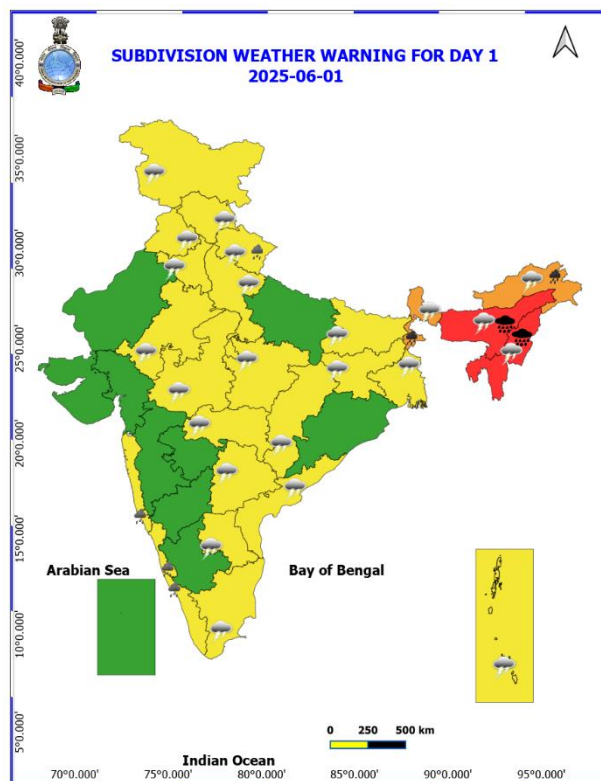 SUBDIVISION WEATHER WARNING FOR DAY 1
2025-06-01
40°0.000'
35°0.000'
30°0.000'
25°0.000'
20°0.000'
15°0.000'
10°0.000'
5°0.000'
Arabian Sea
Bay of Bengal
0 250 500 km
Indian Ocean
70°0.000' 75°0.000' 80°0.000' 85°0.000' 90°0.000' 95°0.000'